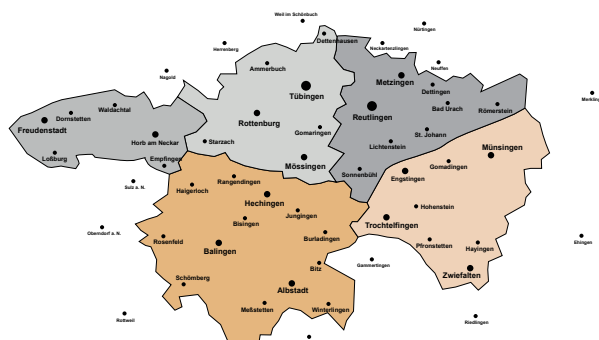 Weil im Schönbuch
Nürtingen
Dettenhausen
Herrenberg
Neckartenzlingen
Ammerbuch
Neuffen
Nagold
Metzingen
Tübingen
Dettingen
Merkling
Waldachtal
Dornstetten
Reutlingen
Bad Urach
Römerstein
Rottenburg
Freudenstadt
Gomaringen
St. Johann
Horb am Neckar
Starzach
Lichtenstein
Münsingen
Loßburg
Empfingen
Mössingen
Gomadingen
Sonnenbühl
Engstingen
Rangendingen
Sulz a. N.
Haigerloch
Hechingen
Hohenstein
Jungingen
Bisingen
Trochtelfingen
Oberndorf a. N.
Rosenfeld
Burladingen
Pfronstetten
Hayingen
Ehingen
Balingen
Gammertingen
Bitz
Zwiefalten
Schömberg
Albstadt
Meßstetten
Winterlingen
Rottweil
Riedlingen